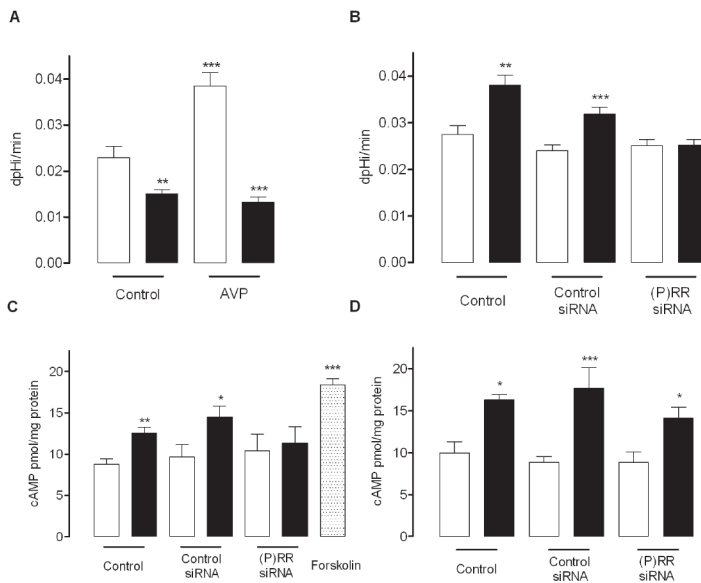 A
***
0.04
0.03
0.02
0.01
0.00
dpHi/min
**
***
Control
AVP
B
0.04
0.03
0.02
0.01
0.00
dpHi/min
**
***
Control
Control
siRNA
(P)RR
siRNA
C
20
15
10
5
0
cAMP pmol/mg protein
**
*
***
Control
Control
siRNA
(P)RR
siRNA
Forskolin
D
20
15
10
5
0
cAMP pmol/mg protein
*
***
*
Control
Control
siRNA
(P)RR
siRNA